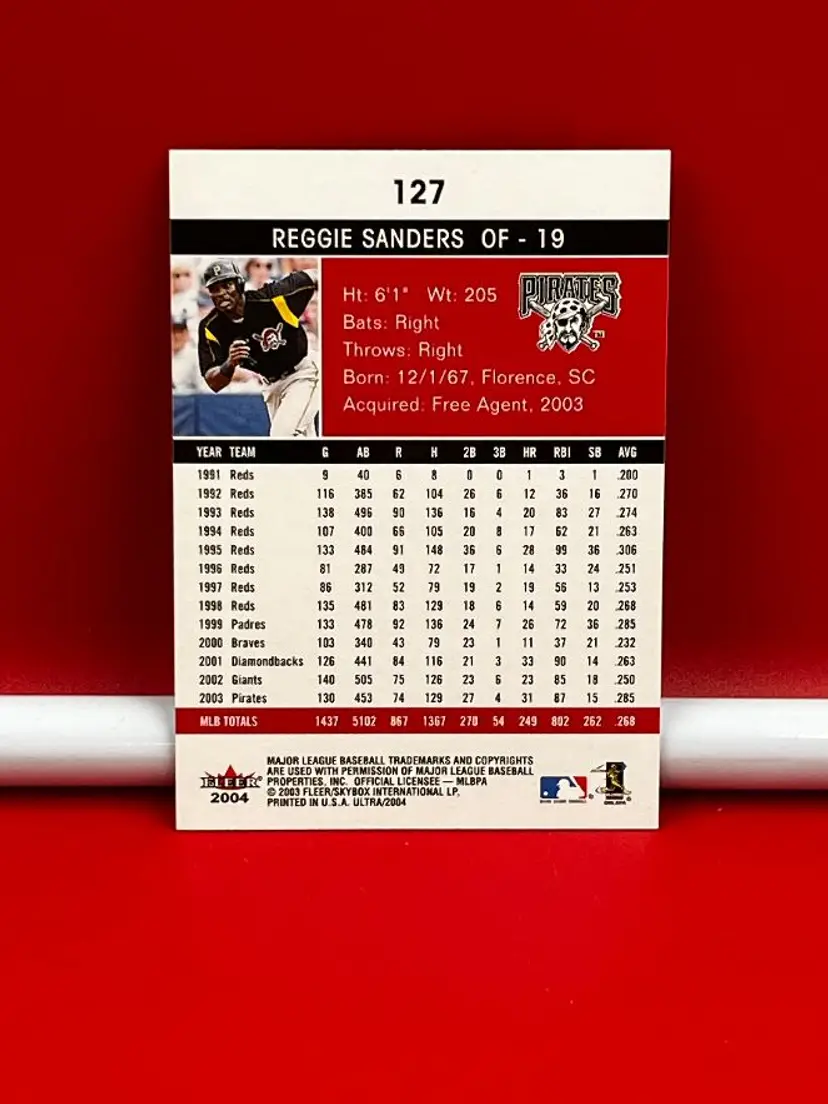 127
REGGIE SANDERS OF - 19
Ht: 6'1" Wt: 205
Bats: Right
Throws: Right
Born: 12/1/67, Florence, SC
Acquired: Free Agent, 2003
PIRATES
P
YEAR TEAM G AB R H 2B 3B HR RBI SB AVG
1991 Reds 9 40 6 8 0 0 1 3 1 .200
1992 Reds 116 385 62 104 26 6 12 36 16 .270
1993 Reds 138 496 90 136 16 4 20 83 27 .274
1994 Reds 107 400 66 105 20 8 17 62 21 .263
1995 Reds 133 484 91 148 36 6 28 99 36 .306
1996 Reds 81 287 49 72 17 1 14 33 24 .251
1997 Reds 86 312 52 79 19 2 19 56 13 .253
1998 Reds 135 481 83 129 18 6 14 59 20 .268
1999 Padres 133 478 92 136 24 7 26 72 36 .285
2000 Braves 103 340 43 79 23 1 11 37 21 .232
2001 Diamondbacks 126 441 84 116 21 3 33 90 14 .263
2002 Giants 140 505 75 126 23 6 23 85 18 .250
2003 Pirates 130 453 74 129 27 4 31 87 15 .285
MLB TOTALS 1437 5102 867 1367 270 54 249 802 262 .268
FLEER
2004
MAJOR LEAGUE BASEBALL TRADEMARKS AND COPYRIGHTS
ARE USED WITH PERMISSION OF MAJOR LEAGUE BASEBALL
PROPERTIES, INC. OFFICIAL LICENSEE — MLBPA
© 2003 FLEER/SKYBOX INTERNATIONAL LP.
PRINTED IN U.S.A. ULTRA/2004